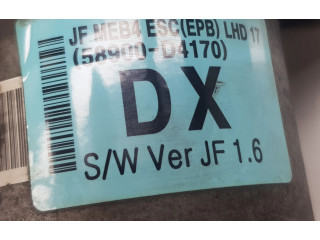 JF MEB4 ESC(EPB) LHD 17
(58900-D4170)
DX
S/W Ver JF 1.6